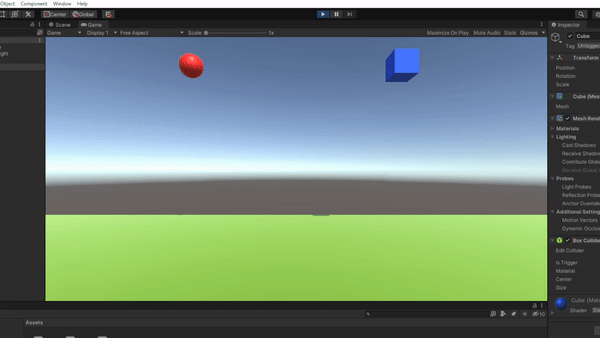 Object Component Window Help
Center Global
Scene Game
Game Display 1 Free Aspect Scale 1x Maximize On Play Mute Audio Stats Gizmos
Inspector
Cube
Tag Untagged
Transform
Position
Rotation
Scale
Cube (Mes
Mesh
Mesh Rend
Materials
Lighting
Cast Shadows
Receive Shadow
Contribute Globa
Receive Global I
Probes
Light Probes
Reflection Probe
Anchor Override
Additional Setting
Motion Vectors
Dynamic Occlus
Box Collide
Edit Collider
Is Trigger
Material
Center
Size
Cube (Mate
Shader
Assets
10